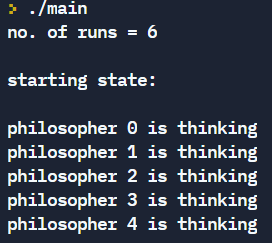 > ./main
no. of runs = 6
starting state:
philosopher 0 is thinking
philosopher 1 is thinking
philosopher 2 is thinking
philosopher 3 is thinking
philosopher 4 is thinking